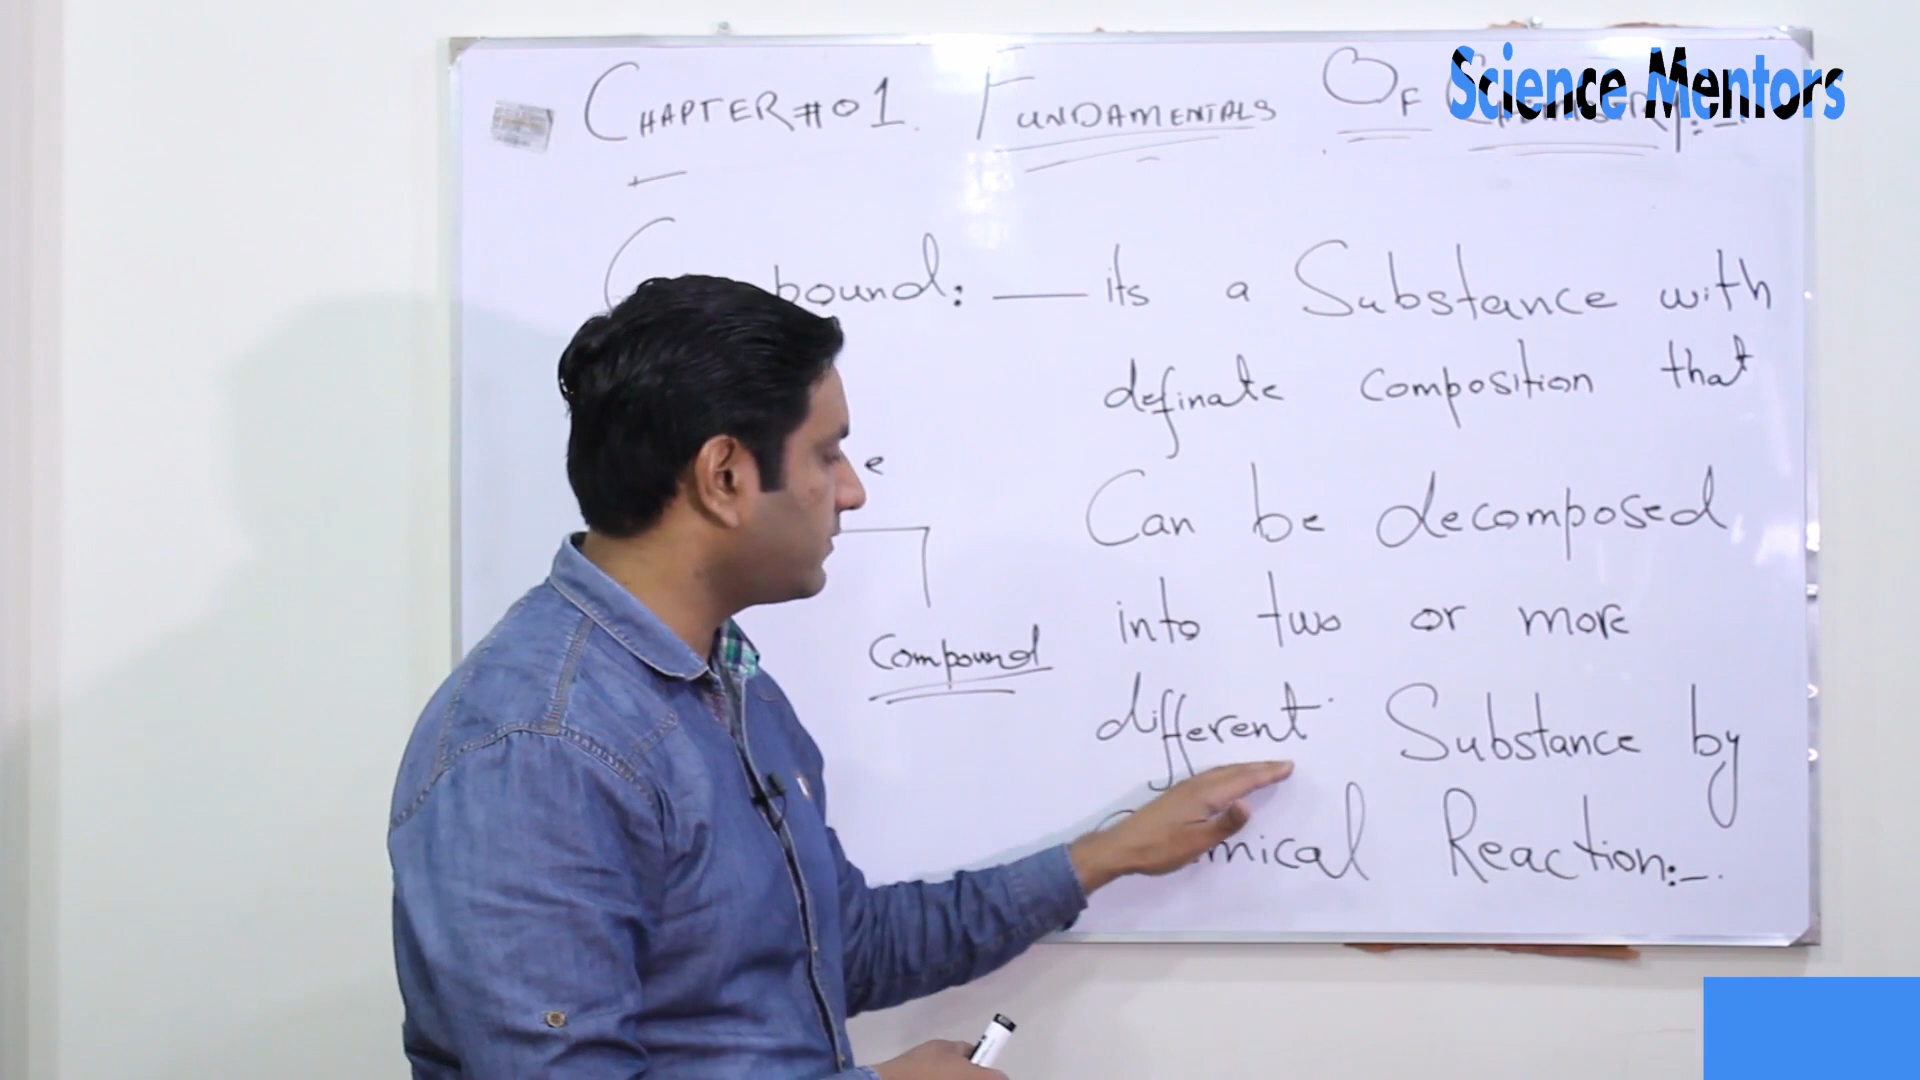 CHAPTER #01. FUNDAMENTALS OF
Science Mentors
bound: — its a Substance with
definate composition that
e
Can be decomposed
into two or more
Compound
different Substance by
mical Reaction:-.